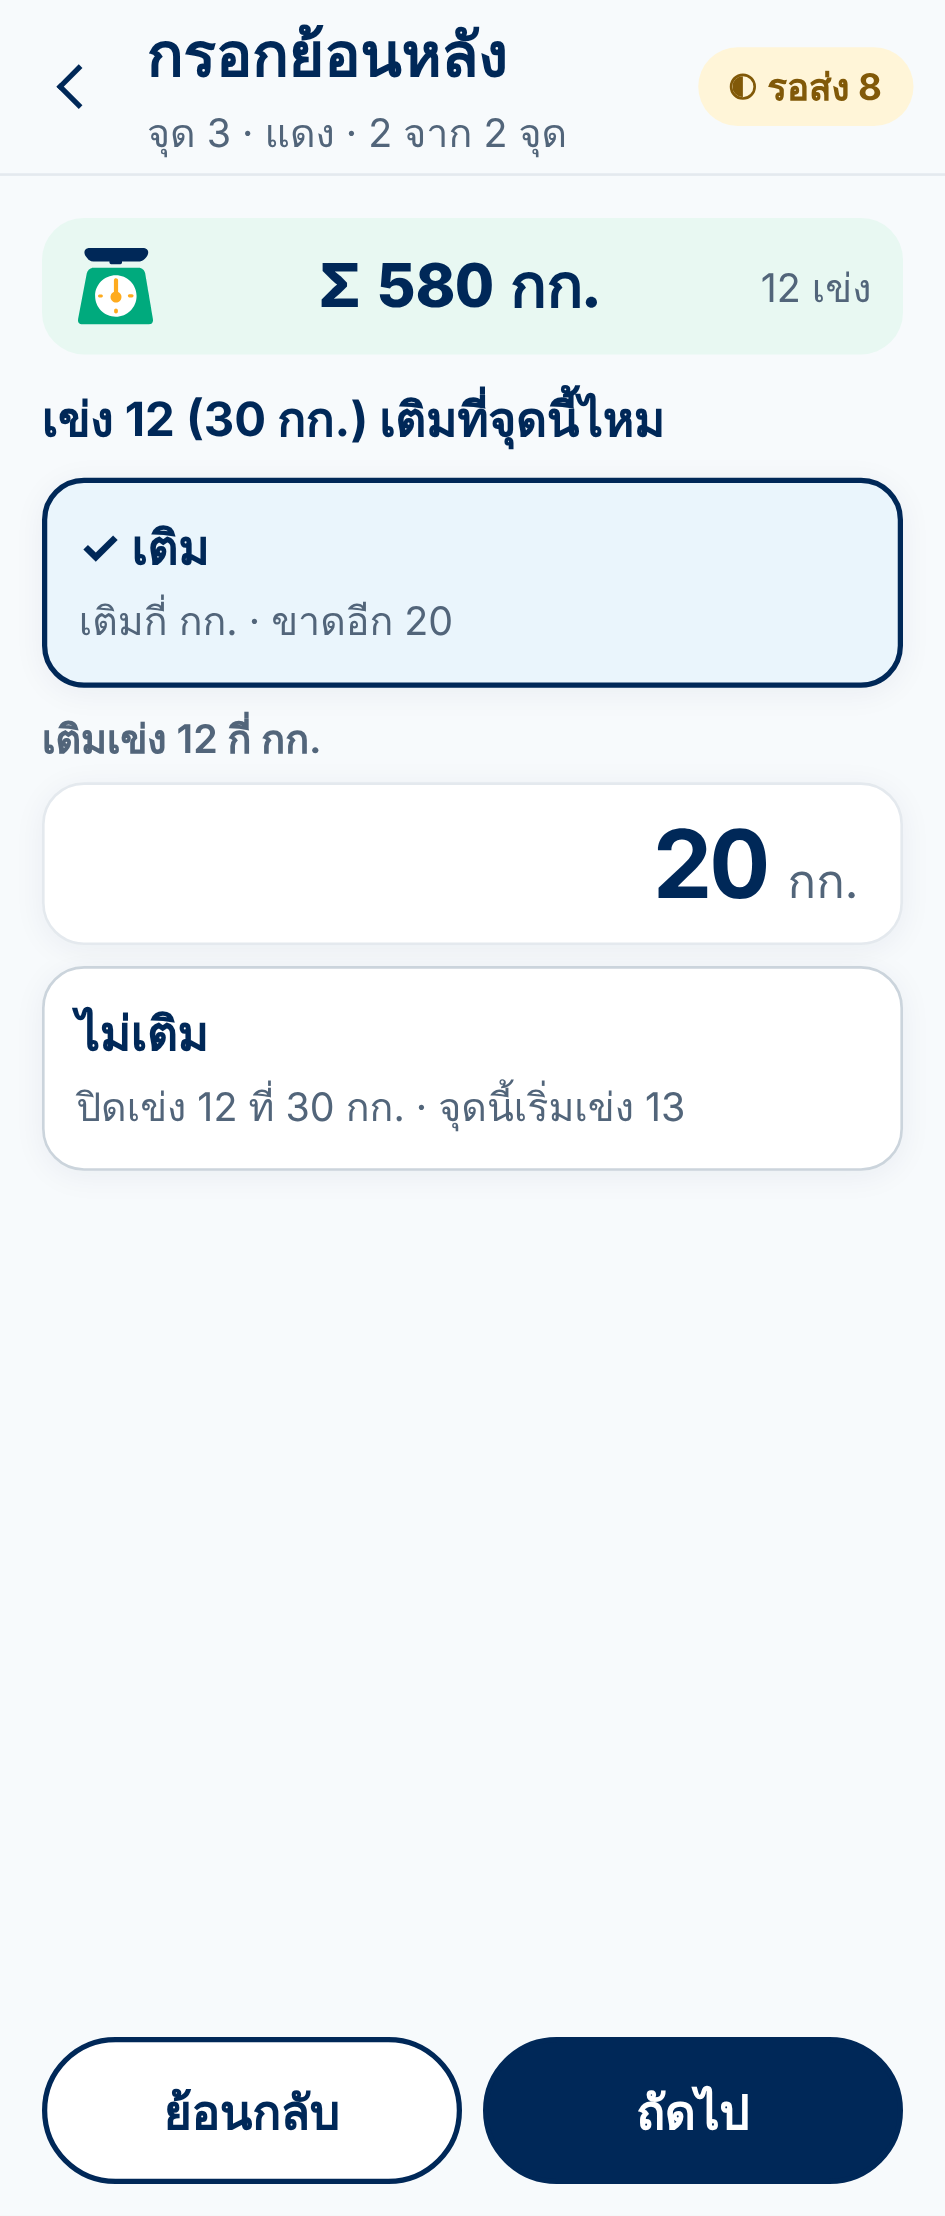 กรอกย้อนหลัง
จุด 3 · แดง · 2 จาก 2 จุด
รอส่ง 8
Σ 580 กก.
12 เข่ง
เข่ง 12 (30 กก.) เติมที่จุดนี้ไหม
✓ เติม
เติมกี่ กก. · ขาดอีก 20
เติมเข่ง 12 กี่ กก.
20 กก.
ไม่เติม
ปิดเข่ง 12 ที่ 30 กก. · จุดนี้เริ่มเข่ง 13
ย้อนกลับ
ถัดไป